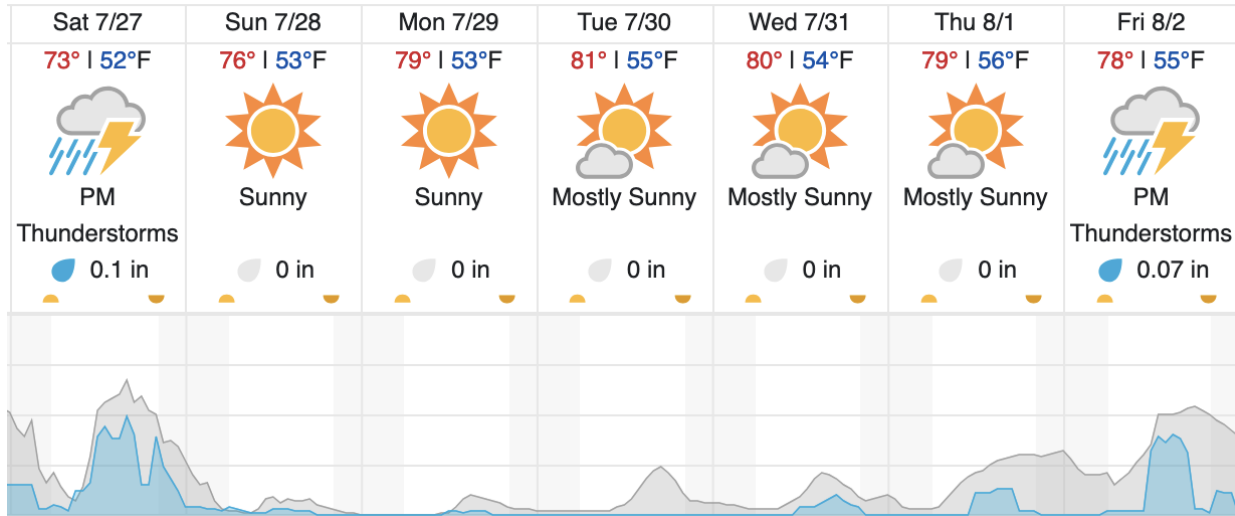 Sat 7/27 Sun 7/28 Mon 7/29 Tue 7/30 Wed 7/31 Thu 8/1 Fri 8/2
73° | 52°F 76° | 53°F 79° | 53°F 81° | 55°F 80° | 54°F 79° | 56°F 78° | 55°F
PM Sunny Sunny Mostly Sunny Mostly Sunny Mostly Sunny PM
Thunderstorms Thunderstorms
0.1 in 0 in 0 in 0 in 0 in 0 in 0.07 in